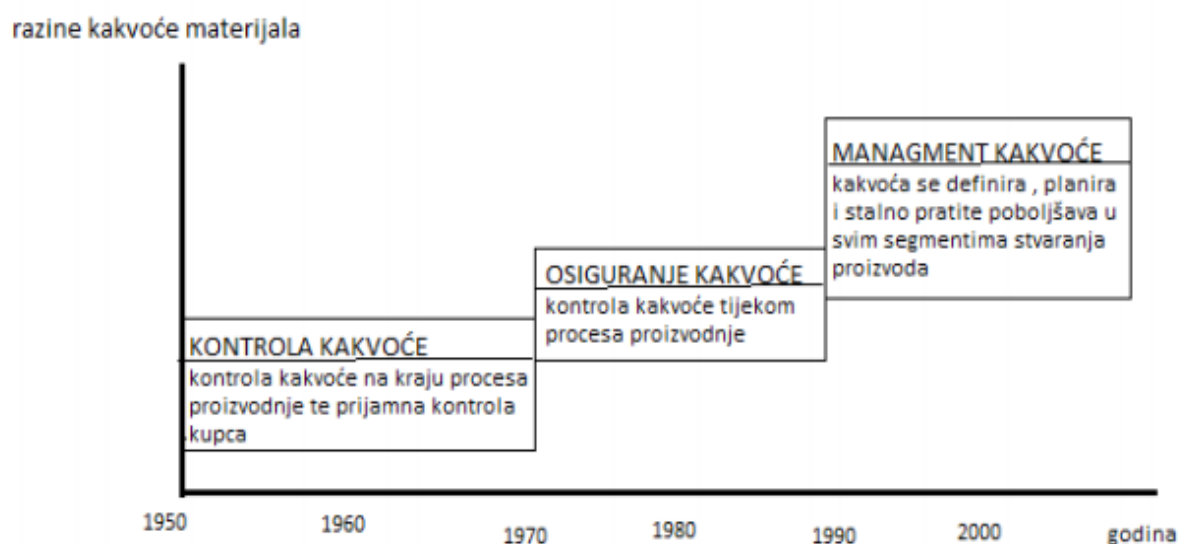 razine kakvoće materijala
MANAGMENT KAKVOĆE
kakvoća se definira , planira
i stalno pratite poboljšava u
svim segmentima stvaranja
proizvoda
OSIGURANJE KAKVOĆE
kontrola kakvoće tijekom
procesa proizvodnje
KONTROLA KAKVOĆE
kontrola kakvoće na kraju procesa
proizvodnje te prijamna kontrola
kupca
1950 1960 1970 1980 1990 2000 godina